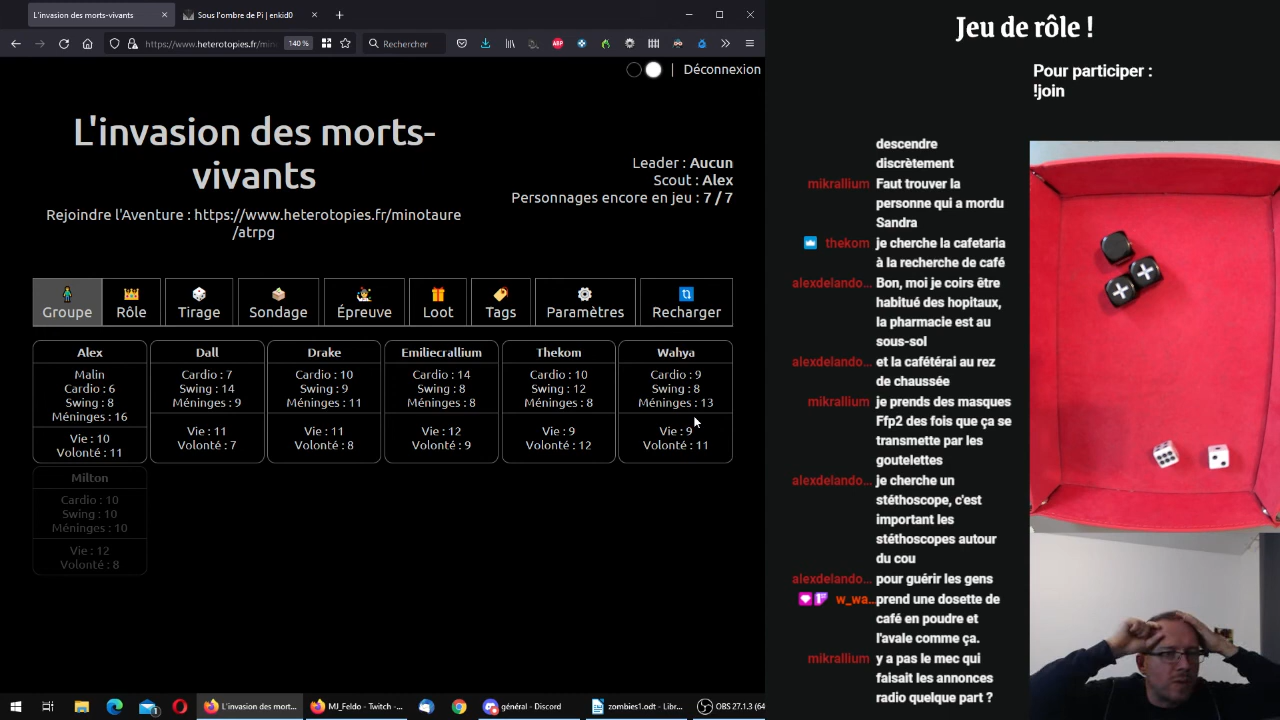 L'invasion des morts-vivants
Sous l'ombre de Pi | enkid0
https://www.heterotopies.fr/min
140 %
Rechercher
ABP
Déconnexion
L'invasion des morts-
vivants
Rejoindre l'Aventure : https://www.heterotopies.fr/minotaure
/atrpg
Leader : Aucun
Scout : Alex
Personnages encore en jeu : 7 / 7
Groupe
Rôle
Tirage
Sondage
Épreuve
Loot
Tags
Paramètres
Recharger
Alex
Malin
Cardio : 6
Swing : 8
Méninges : 16
Vie : 10
Volonté : 11
Dall
Cardio : 7
Swing : 14
Méninges : 9
Vie : 11
Volonté : 7
Drake
Cardio : 10
Swing : 9
Méninges : 11
Vie : 11
Volonté : 8
Emiliecrallium
Cardio : 14
Swing : 8
Méninges : 8
Vie : 12
Volonté : 9
Thekom
Cardio : 10
Swing : 12
Méninges : 8
Vie : 9
Volonté : 12
Wahya
Cardio : 9
Swing : 8
Méninges : 13
Vie : 9
Volonté : 11
Milton
Cardio : 10
Swing : 10
Méninges : 10
Vie : 12
Volonté : 8
L'invasion des mort...
MJ_Feldo - Twitch - ...
général - Discord
zombies1.odt - Libr...
OBS 27.1.3 (64
Jeu de rôle !
Pour participer :
!join
descendre
discrètement
mikrallium Faut trouver la
personne qui a mordu
Sandra
thekom je cherche la cafetaria
à la recherche de café
alexdelando... Bon, moi je coirs être
habitué des hopitaux,
la pharmacie est au
sous-sol
alexdelando... et la cafétérai au rez
de chaussée
mikrallium je prends des masques
Ffp2 des fois que ça se
transmette par les
goutelettes
alexdelando... je cherche un
stéthoscope, c'est
important les
stéthoscopes autour
du cou
alexdelando... pour guérir les gens
w_wa... prend une dosette de
café en poudre et
l'avale comme ça.
mikrallium y a pas le mec qui
faisait les annonces
radio quelque part ?